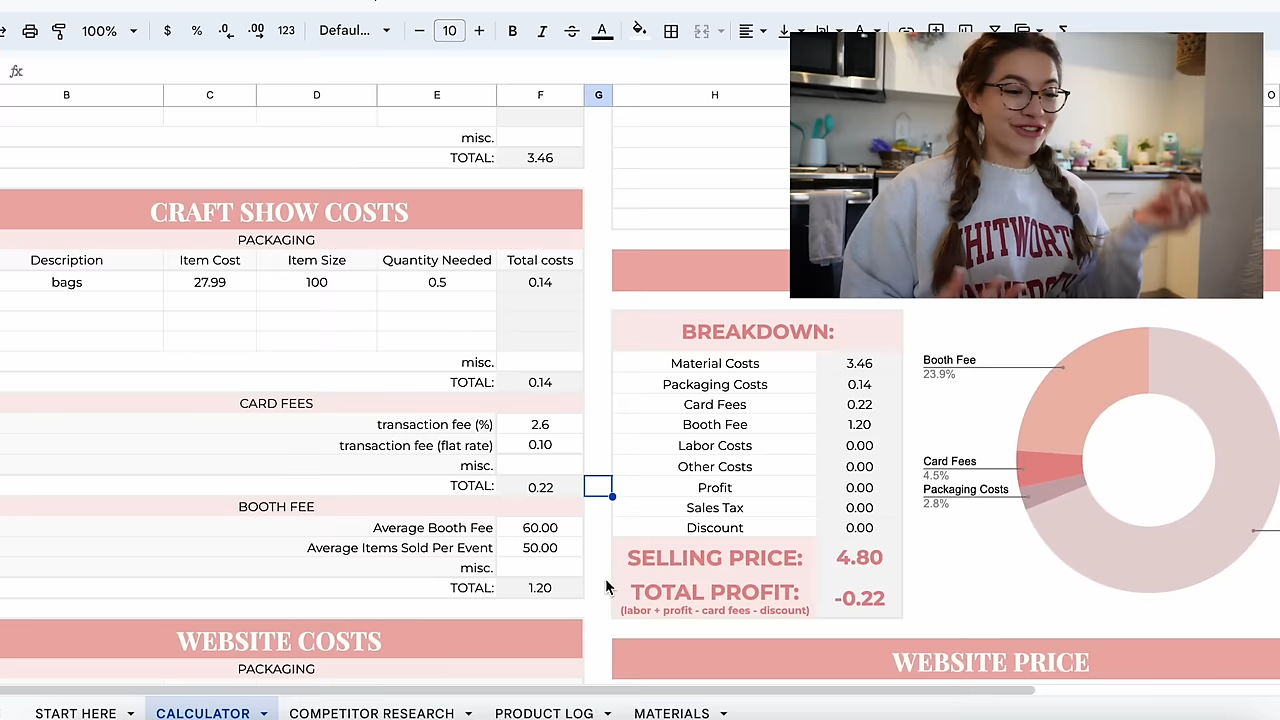 100% $ % .0 .00 123 Defaul... − 10 + B I A
fx
B C D E F G H O
misc.
TOTAL: 3.46
CRAFT SHOW COSTS
PACKAGING
Description Item Cost Item Size Quantity Needed Total costs
bags 27.99 100 0.5 0.14
misc.
TOTAL: 0.14
CARD FEES
transaction fee (%) 2.6
transaction fee (flat rate) 0.10
misc.
TOTAL: 0.22
BOOTH FEE
Average Booth Fee 60.00
Average Items Sold Per Event 50.00
misc.
TOTAL: 1.20
WEBSITE COSTS
PACKAGING
HITWORT
BREAKDOWN:
Material Costs 3.46
Packaging Costs 0.14
Card Fees 0.22
Booth Fee 1.20
Labor Costs 0.00
Other Costs 0.00
Profit 0.00
Sales Tax 0.00
Discount 0.00
SELLING PRICE: 4.80
TOTAL PROFIT: -0.22
(labor + profit - card fees - discount)
Booth Fee
23.9%
Card Fees
4.5%
Packaging Costs
2.8%
WEBSITE PRICE
START HERE CALCULATOR COMPETITOR RESEARCH PRODUCT LOG MATERIALS